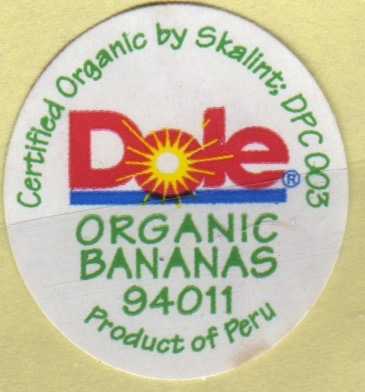 Certified Organic by Skalint; DPC 003
Dole®
ORGANIC
BANANAS
94011
Product of Peru